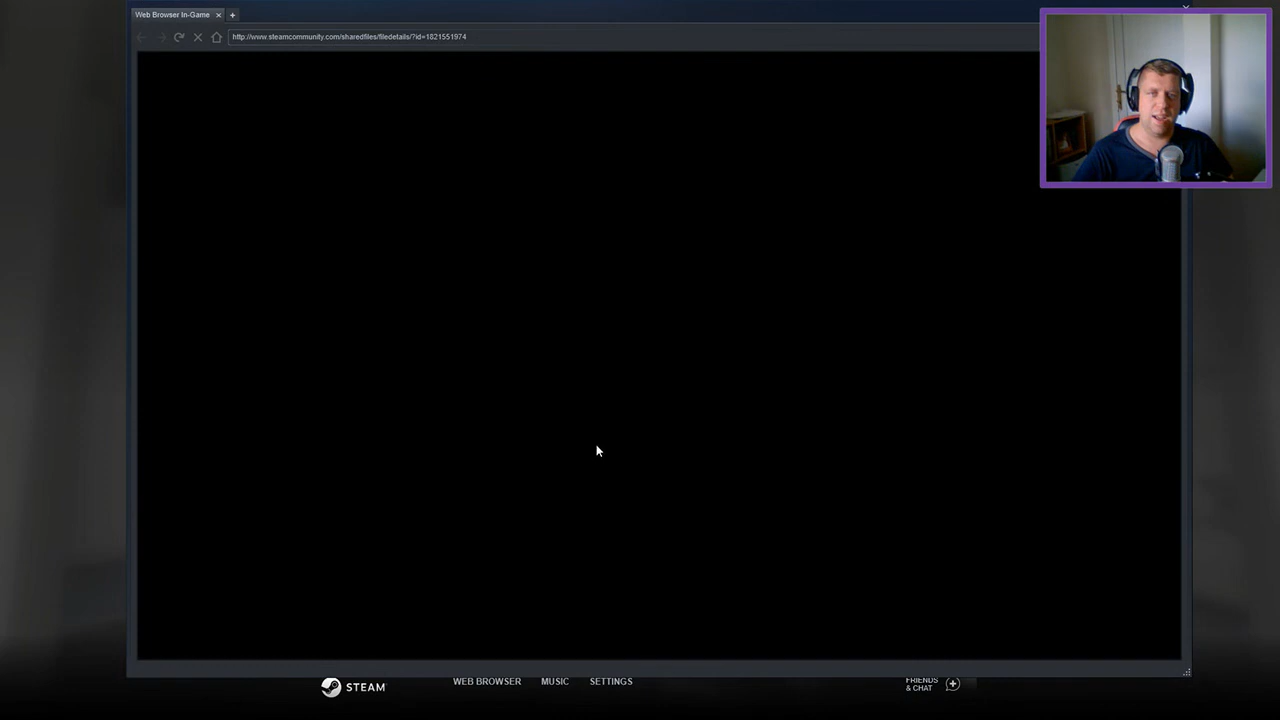 Web Browser In-Game
http://www.steamcommunity.com/sharedfiles/filedetails/?id=1821551974
STEAM
WEB BROWSER
MUSIC
SETTINGS
FRIENDS
& CHAT